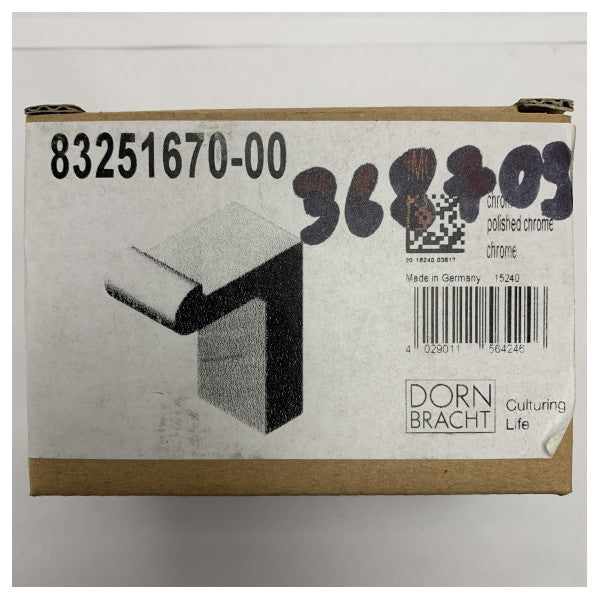 83251670-00
368709
polished chrome
chrome
20 15240 03617
Made in Germany 15240
4 029011 564246
DORN
BRACHT
Culturing
Life